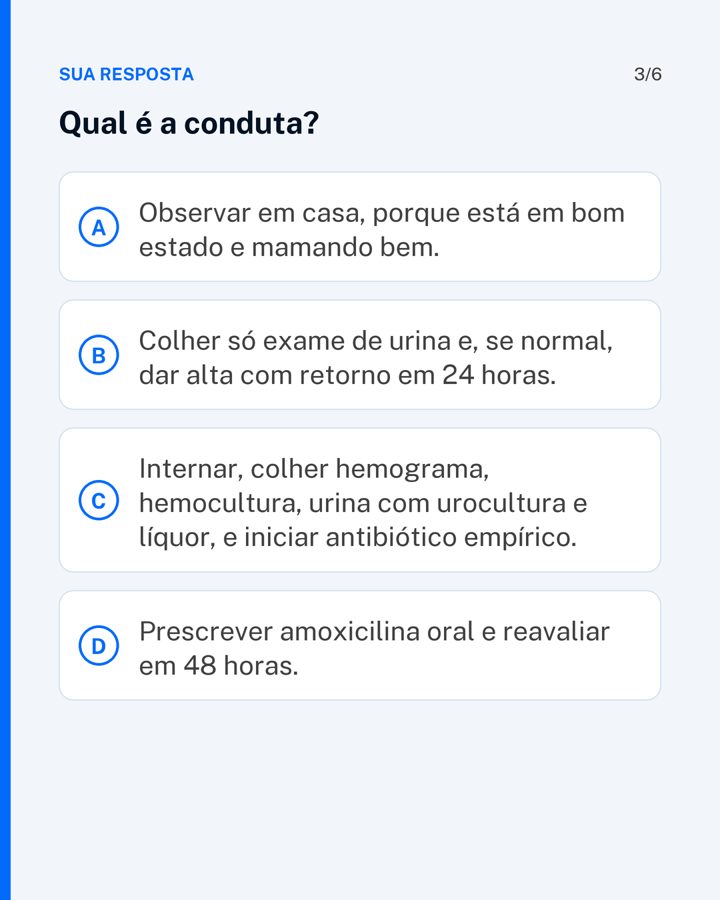 SUA RESPOSTA
3/6
Qual é a conduta?
A
Observar em casa, porque está em bom
estado e mamando bem.
B
Colher só exame de urina e, se normal,
dar alta com retorno em 24 horas.
C
Internar, colher hemograma,
hemocultura, urina com urocultura e
líquor, e iniciar antibiótico empírico.
D
Prescrever amoxicilina oral e reavaliar
em 48 horas.